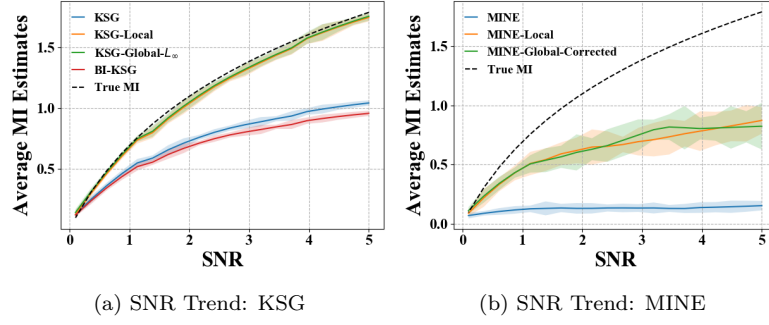 Average MI Estimates
1.5
1.0
0.5
KSG
KSG-Local
KSG-Global-L∞
BI-KSG
True MI
0 1 2 3 4 5
SNR
(a) SNR Trend: KSG
Average MI Estimates
1.5
1.0
0.5
0.0
MINE
MINE-Local
MINE-Global-Corrected
True MI
0 1 2 3 4 5
SNR
(b) SNR Trend: MINE